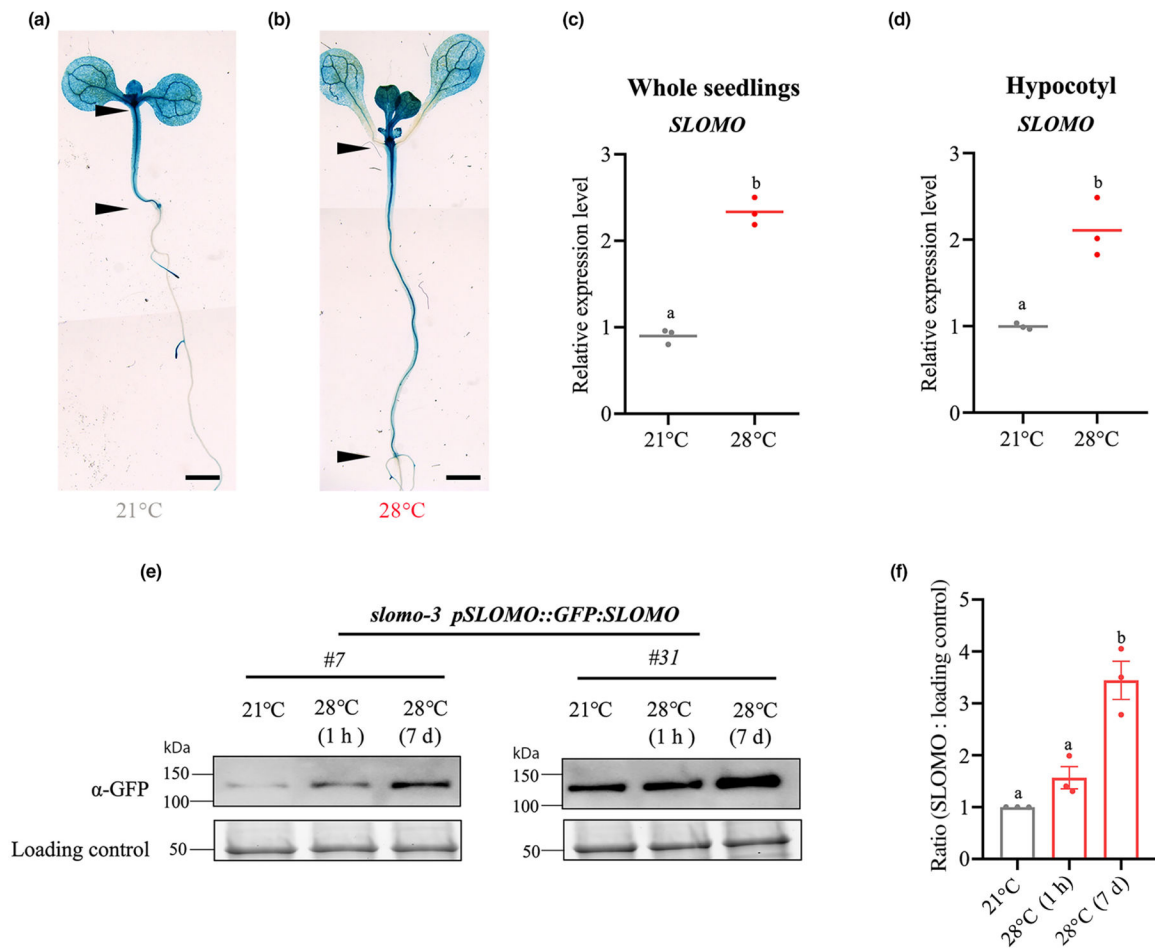 (a)
21°C
(b)
28°C
(c)
Whole seedlings
SLOMO
Relative expression level
3
2
1
0
a
b
21°C
28°C
(d)
Hypocotyl
SLOMO
Relative expression level
3
2
1
0
a
b
21°C
28°C
(e)
slomo-3 pSLOMO::GFP:SLOMO
#7
#31
21°C 28°C 28°C
(1 h ) (7 d)
21°C 28°C 28°C
(1 h) (7 d)
kDa
150
100
kDa
150
100
α-GFP
Loading control
50
50
(f)
Ratio (SLOMO : loading control)
5
4
3
2
1
0
a
a
b
21°C
28°C (1 h)
28°C (7 d)